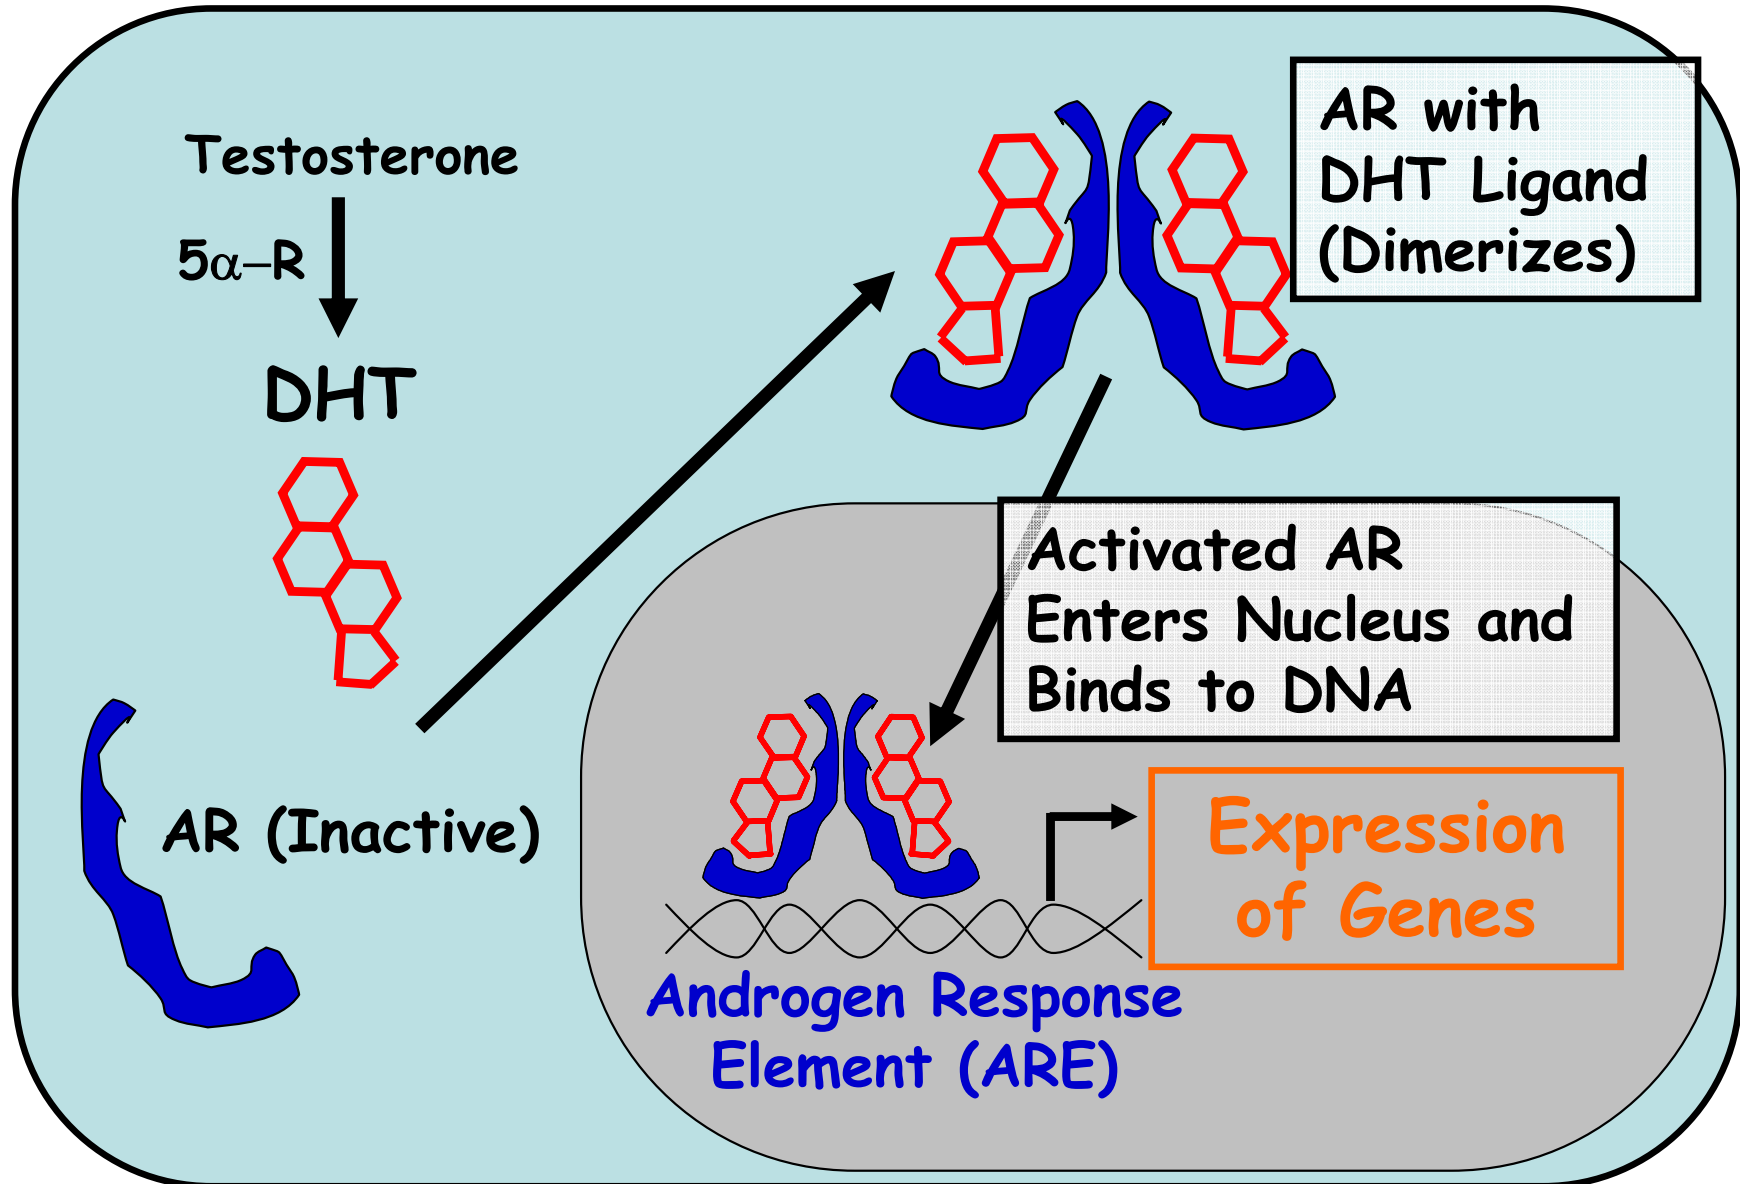 Testosterone
5α–R
DHT
AR (Inactive)
AR with
DHT Ligand
(Dimerizes)
Activated AR
Enters Nucleus and
Binds to DNA
Expression
of Genes
Androgen Response
Element (ARE)